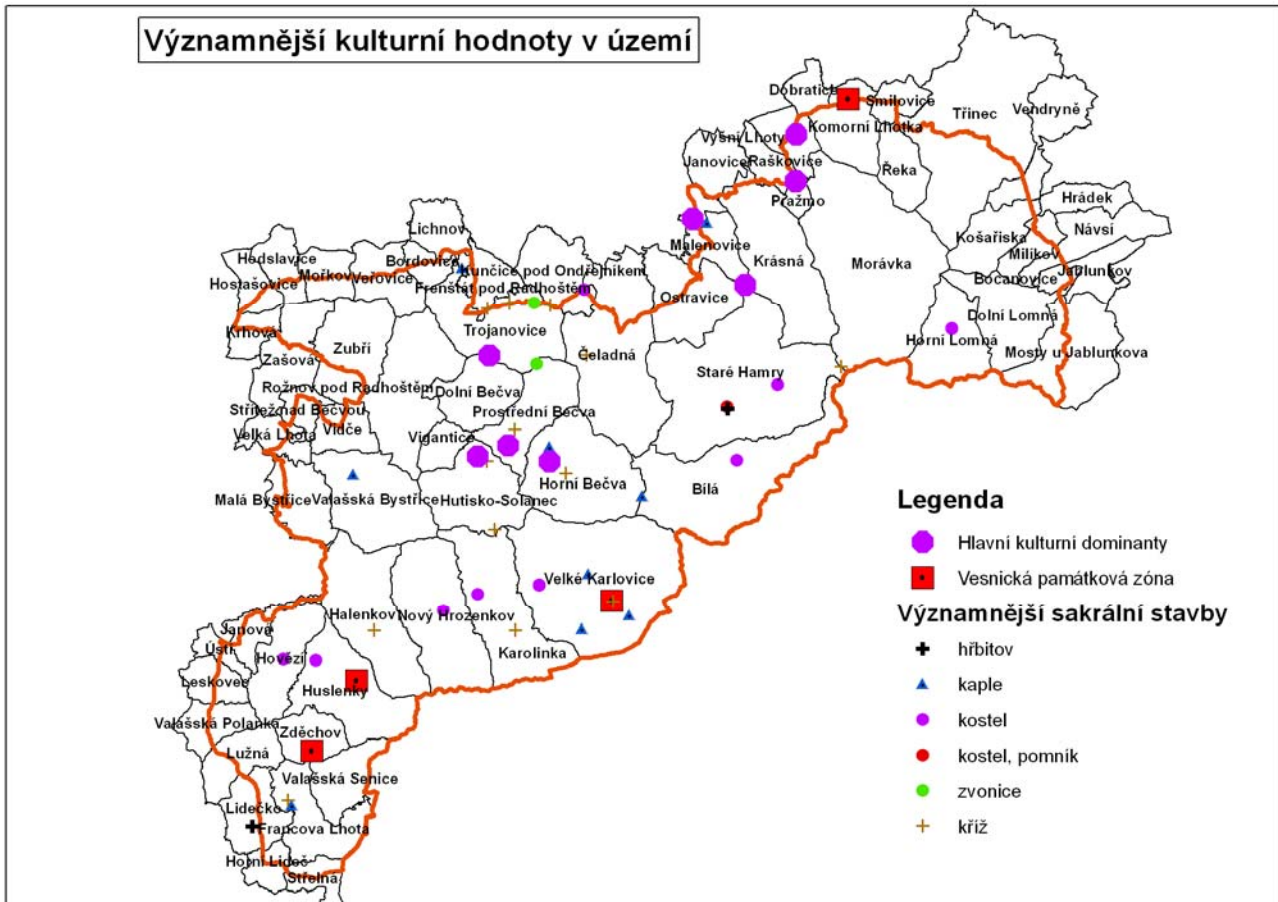 Významnější kulturní hodnoty v území
Dobratice
Smilovice
Třinec
Vendryně
Komorní Lhotka
Vyšní Lhoty
Janovice
Raškovice
Řeka
Pražmo
Hrádek
Návsí
Lichnov
Malenovice
Košařiska
Milíkov
Jablunkov
Bocanovice
Hodslavice
Bordovice
Kunčice pod Ondřejníkem
Krásná
Morávka
Hostašovice
Mořkov
Veřovice
Frenštát pod Radhoštěm
Ostravice
Dolní Lomná
Krhová
Trojanovice
Horní Lomná
Mosty u Jablunkova
Zubří
Čeladná
Zašová
Staré Hamry
Rožnov pod Radhoštěm
Dolní Bečva
Střítež nad Bečvou
Prostřední Bečva
Velká Lhota
Vidče
Vigantice
Horní Bečva
Bílá
Malá Bystřice
Valašská Bystřice
Hutisko-Solanec
Velké Karlovice
Halenkov
Nový Hrozenkov
Janová
Ústí
Hovězí
Karolinka
Leskovec
Huslenky
Valašská Polanka
Zděchov
Lužná
Valašská Senice
Lidečko
Francova Lhota
Horní Lideč
Střelná
Legenda
Hlavní kulturní dominanty
Vesnická památková zóna
Významnější sakrální stavby
hřbitov
kaple
kostel
kostel, pomník
zvonice
kříž